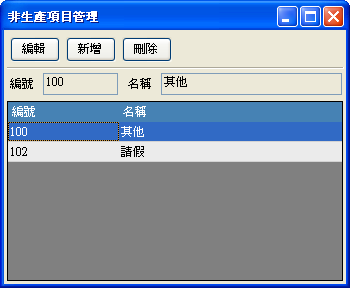 非生產項目管理
編輯 新增 刪除
編號 100 名稱 其他
編號 名稱
100 其他
102 請假